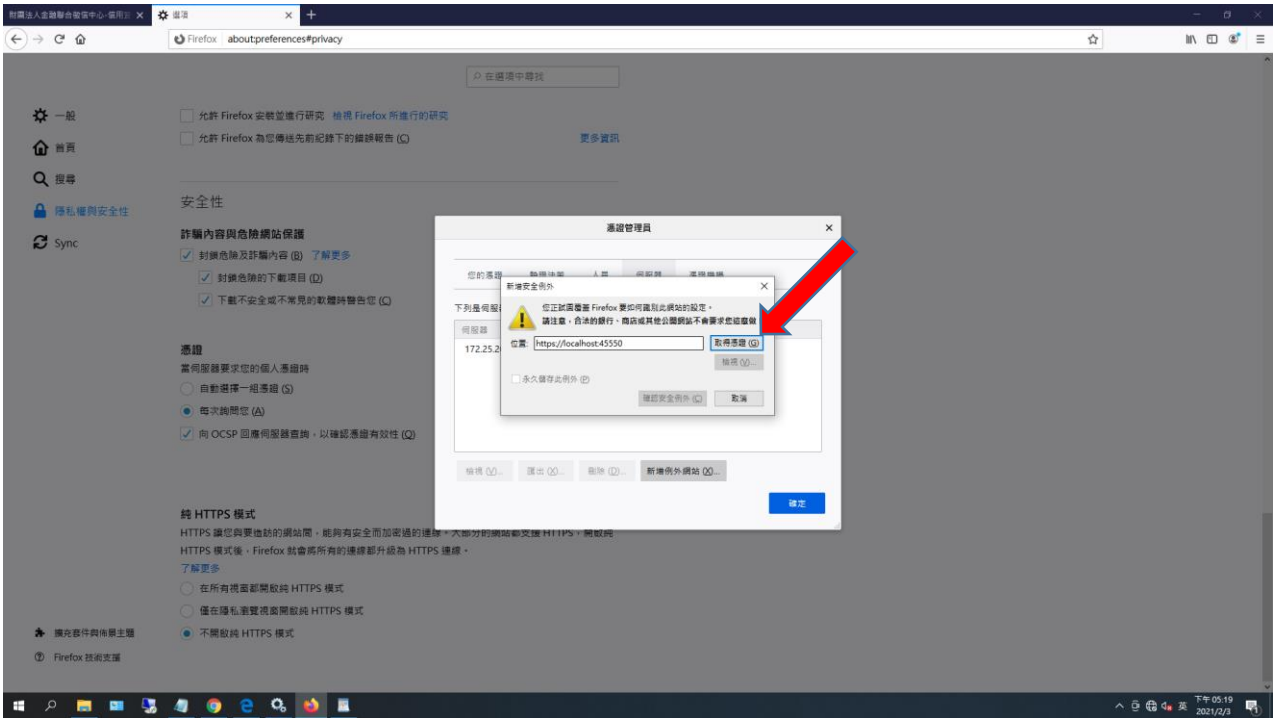 財團法人金融聯合徵信中心-信用
選項
Firefox about:preferences#privacy
在選項中尋找
一般
首頁
搜尋
隱私權與安全性
Sync
允許 Firefox 安裝並進行研究 檢視 Firefox 所進行的研究
允許 Firefox 為您傳送先前紀錄下的錯誤報告 (C)
更多資訊
安全性
詐騙內容與危險網站保護
封鎖危險及詐騙內容 (B) 了解更多
封鎖危險的下載項目 (D)
下載不安全或不常見的軟體時警告您 (C)
憑證
當伺服器要求您的個人憑證時
自動選擇一組憑證 (S)
每次詢問您 (A)
向 OCSP 回應伺服器查詢，以確認憑證有效性 (Q)
憑證管理員
您的憑證
人員
伺服器
憑證機構
下列是伺服器
伺服器
172.25.20
新增安全例外
您正試圖覆蓋 Firefox 要如何識別此網站的設定。
請注意，合法的銀行、商店或其他公開網站不會要求您這麼做
位置: https://localhost:45550
取得憑證 (G)
檢視 (V)...
永久儲存此例外 (P)
確認安全例外 (C)
取消
檢視 (V)...
匯出 (X)...
刪除 (D)...
新增例外網站 (X)...
確定
純 HTTPS 模式
HTTPS 讓您與要造訪的網站間，能夠有安全而加密過的連線。大部分的網站都支援 HTTPS，開啟純
HTTPS 模式後，Firefox 就會將所有的連線都升級為 HTTPS 連線。
了解更多
在所有視窗都開啟純 HTTPS 模式
僅在隱私瀏覽視窗開啟純 HTTPS 模式
不開啟純 HTTPS 模式
擴充套件與佈景主題
Firefox 技術支援
英
下午 05:19
2021/2/3